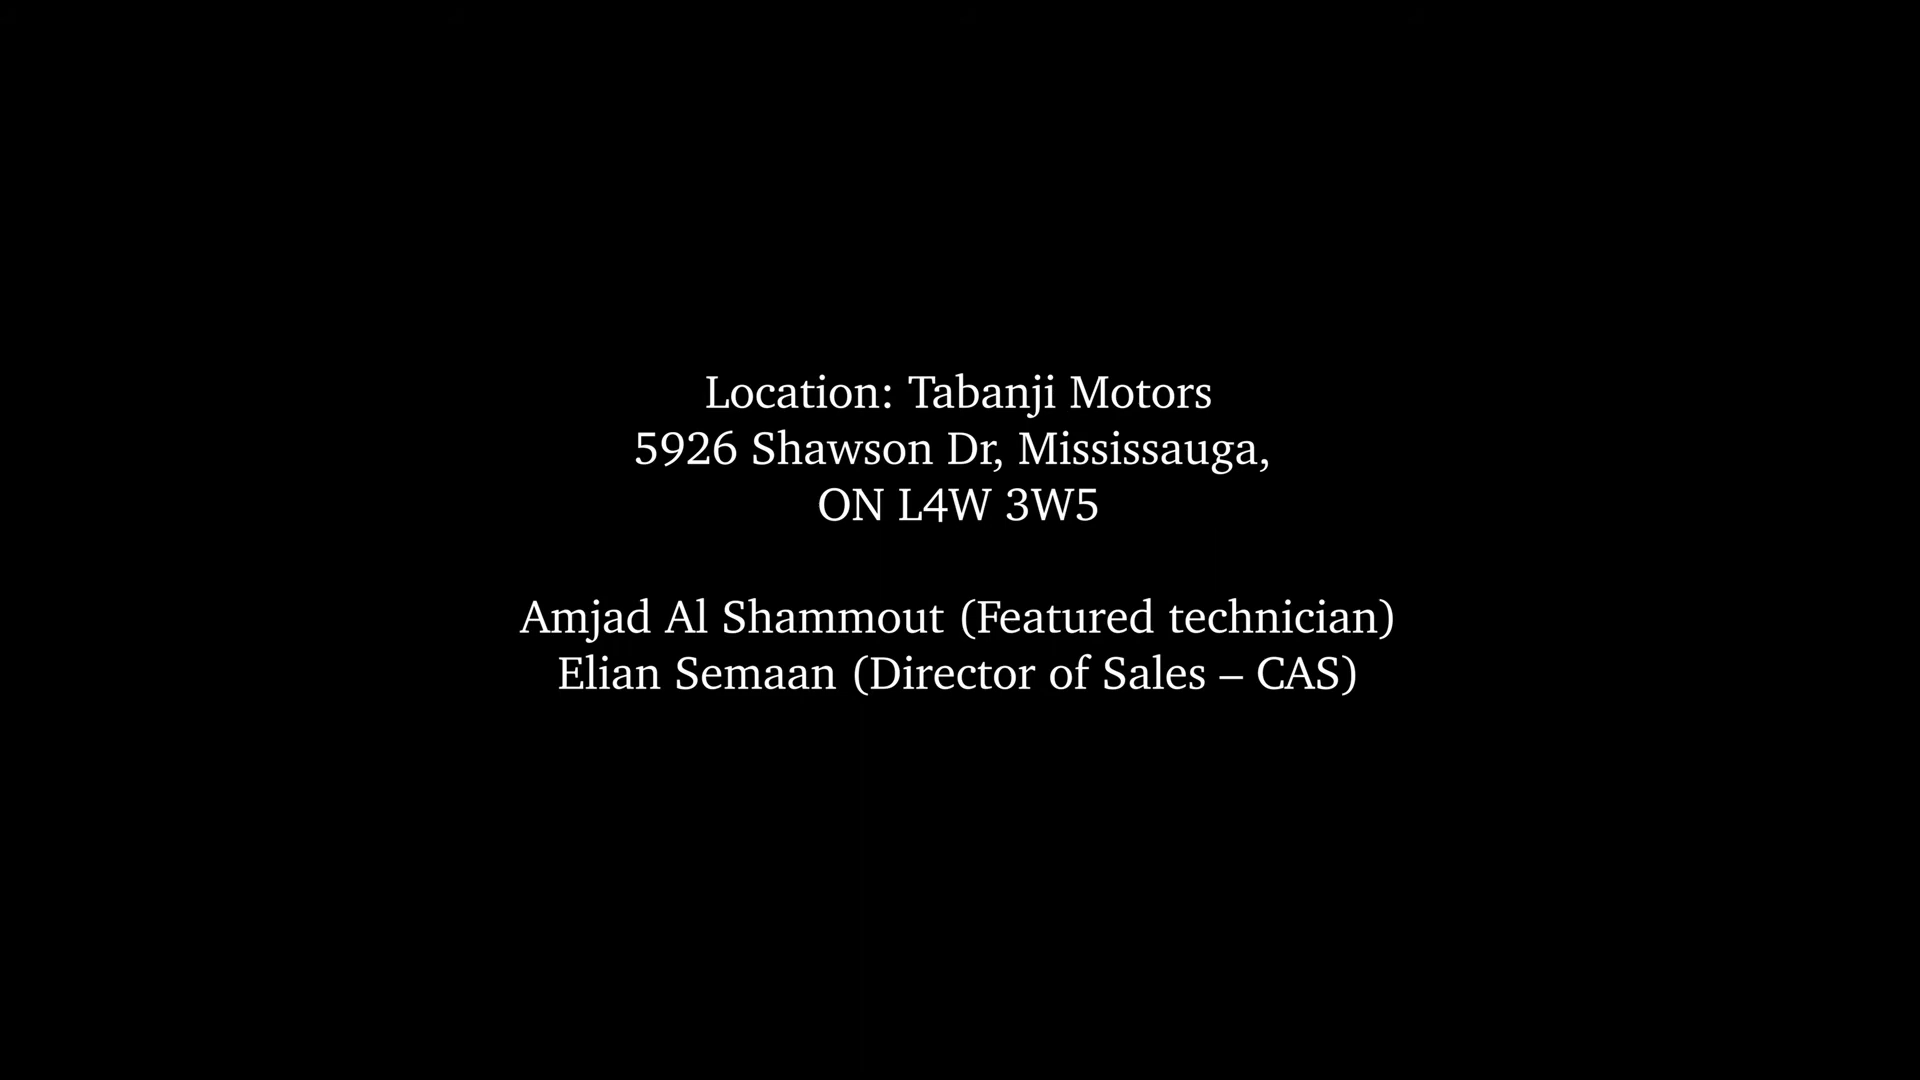 Location: Tabanji Motors
5926 Shawson Dr, Mississauga,
ON L4W 3W5
Amjad Al Shammout (Featured technician)
Elian Semaan (Director of Sales – CAS)